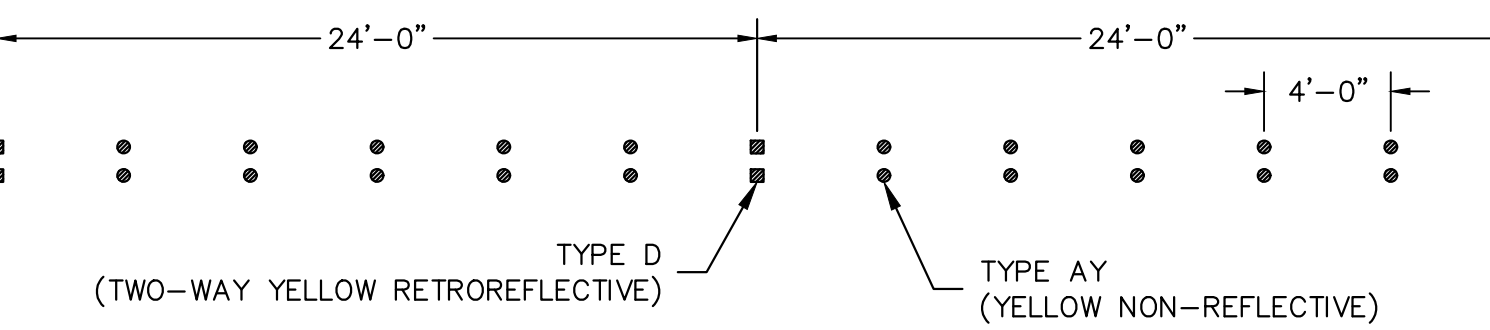 24'-0"
24'-0"
4'-0"
TYPE D
(TWO-WAY YELLOW RETROREFLECTIVE)
TYPE AY
(YELLOW NON-REFLECTIVE)